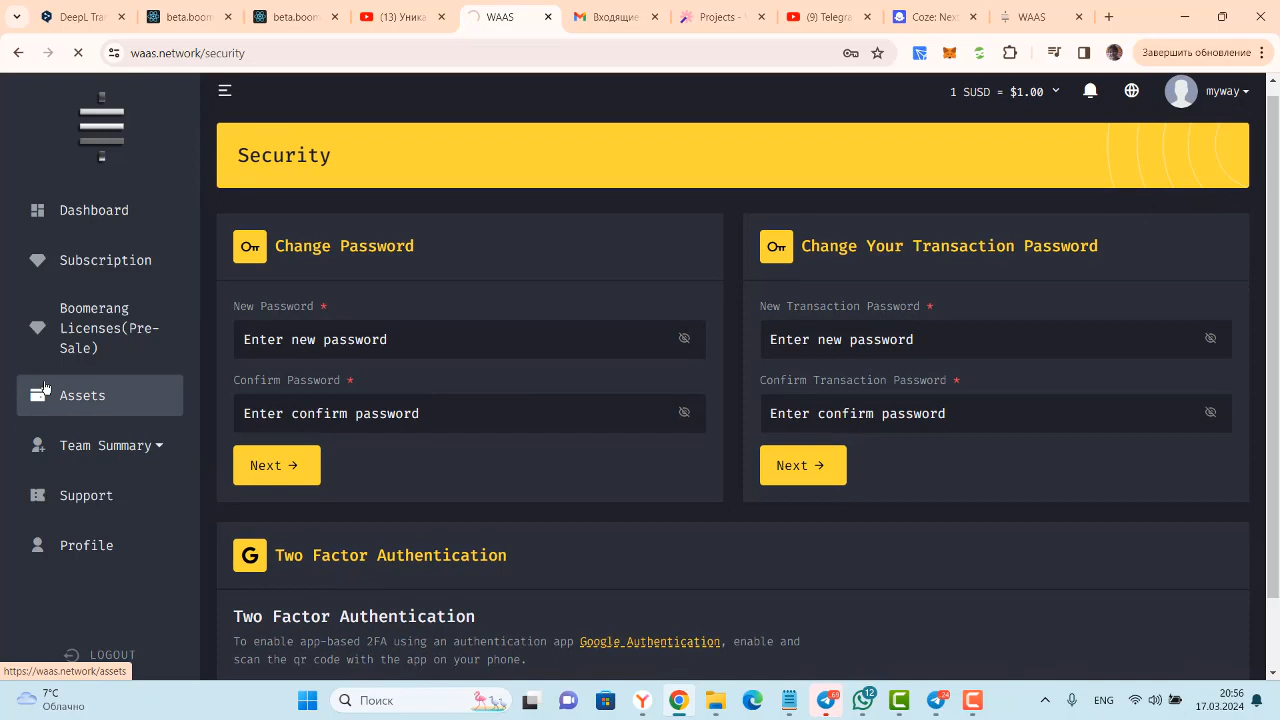 DeepL Tran
beta.boom
beta.boom
(13) Уника
WAAS
Входящие
Projects -
(9) Telegra
Coze: Nex
WAAS
waas.network/security
Завершить обновление
1 SUSD = $1.00
myway
Security
Dashboard
Subscription
Boomerang
Licenses(Pre-
Sale)
Assets
Team Summary
Support
Profile
LOGOUT
Change Password
New Password *
Enter new password
Confirm Password *
Enter confirm password
Next →
Change Your Transaction Password
New Transaction Password *
Enter new password
Confirm Transaction Password *
Enter confirm password
Next →
G
Two Factor Authentication
Two Factor Authentication
To enable app-based 2FA using an authentication app Google Authentication, enable and
scan the qr code with the app on your phone.
https://waas.network/assets
7°C
Облачно
Поиск
69
12
24
ENG
20:56
17.03.2024